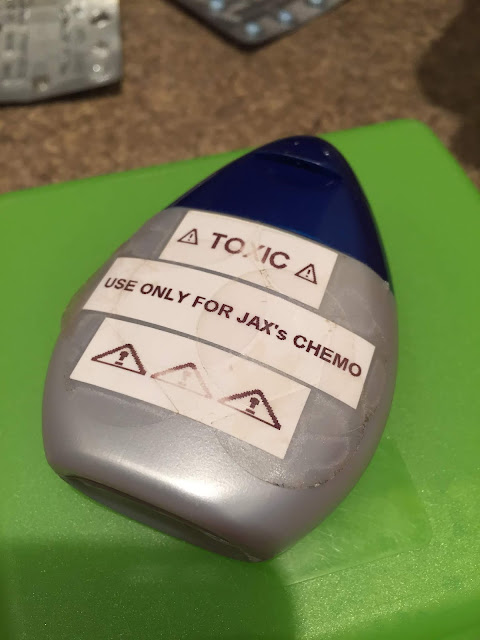 ⚠ TOXIC ⚠
USE ONLY FOR JAX's CHEMO